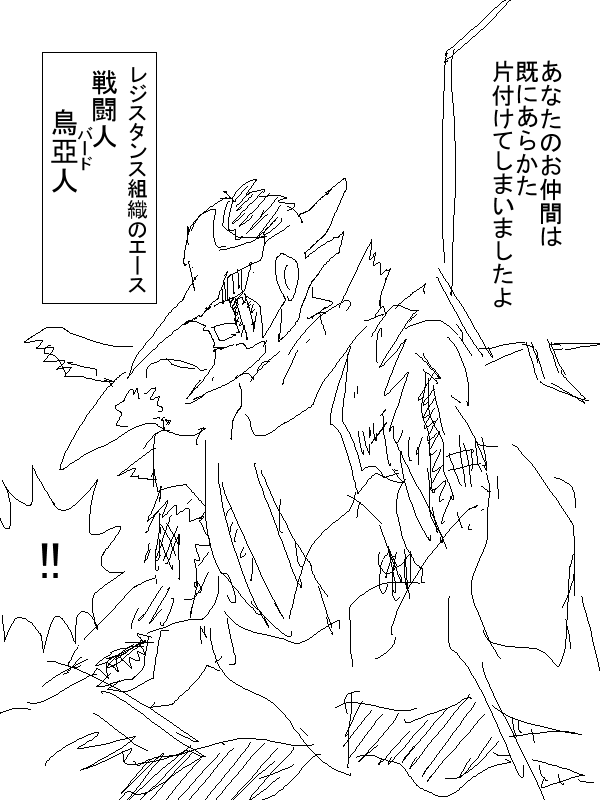 あなたのお仲間は
既にあらかた
片付けてしまいましたよ
レジスタンス組織のエース
戦闘人
バード
鳥亞人
!!